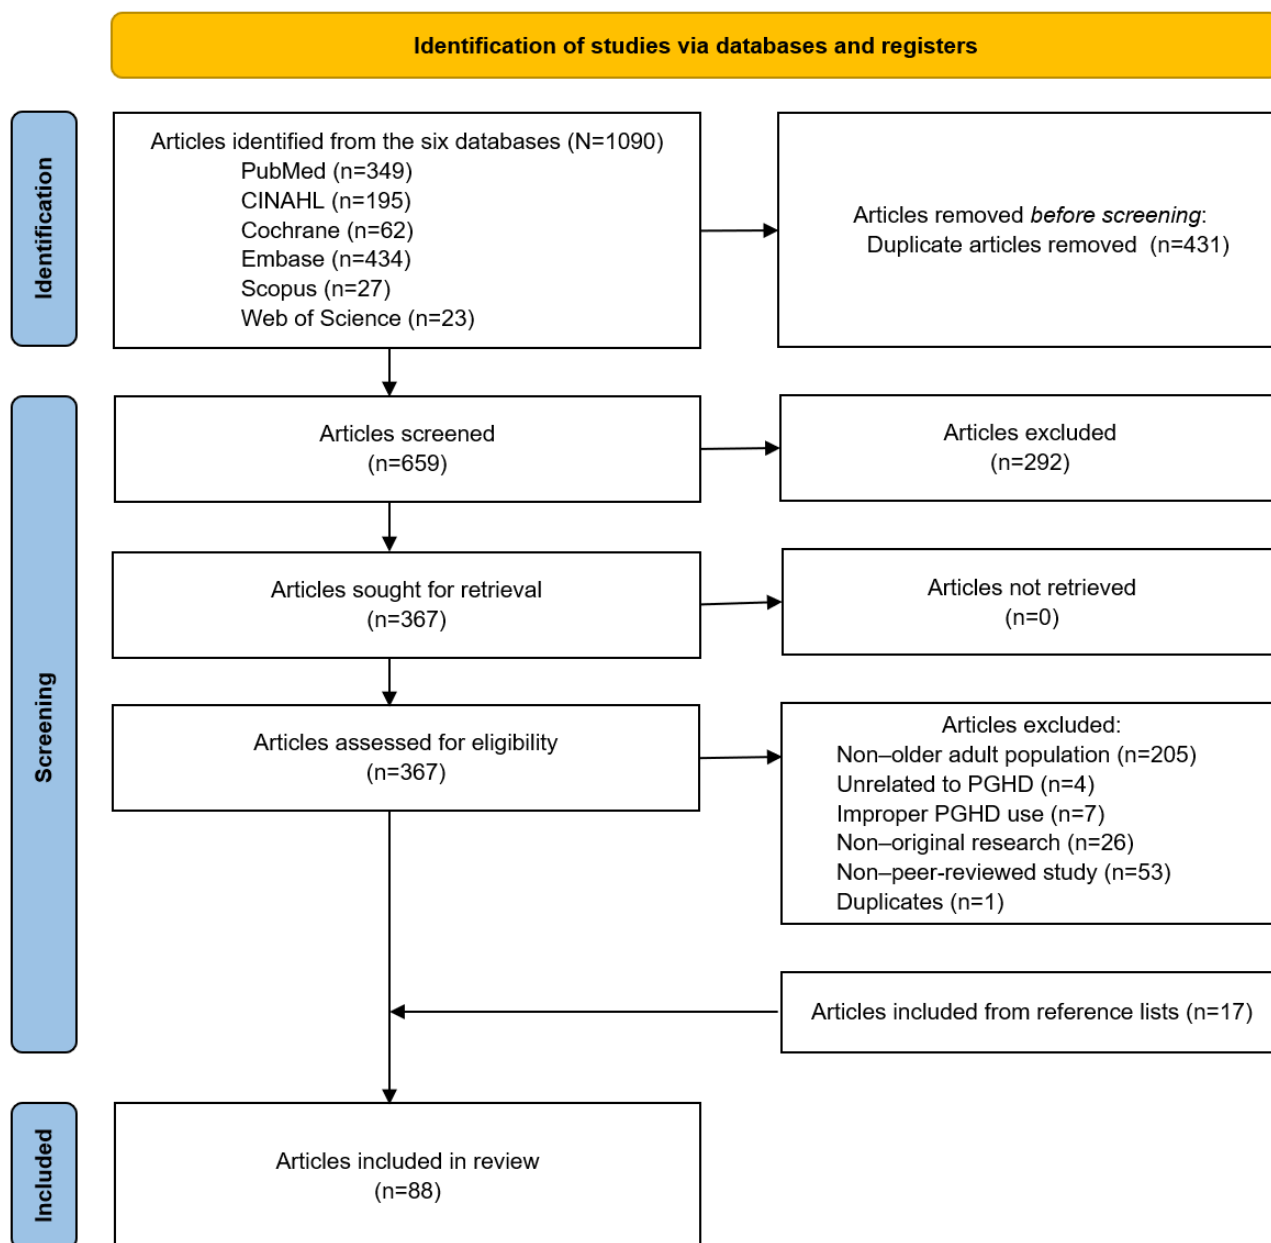 Identification of studies via databases and registers
Identification
Articles identified from the six databases (N=1090)
PubMed (n=349)
CINAHL (n=195)
Cochrane (n=62)
Embase (n=434)
Scopus (n=27)
Web of Science (n=23)
Articles removed before screening:
Duplicate articles removed (n=431)
Screening
Articles screened
(n=659)
Articles excluded
(n=292)
Articles sought for retrieval
(n=367)
Articles not retrieved
(n=0)
Articles assessed for eligibility
(n=367)
Articles excluded:
Non–older adult population (n=205)
Unrelated to PGHD (n=4)
Improper PGHD use (n=7)
Non–original research (n=26)
Non–peer-reviewed study (n=53)
Duplicates (n=1)
Articles included from reference lists (n=17)
Included
Articles included in review
(n=88)